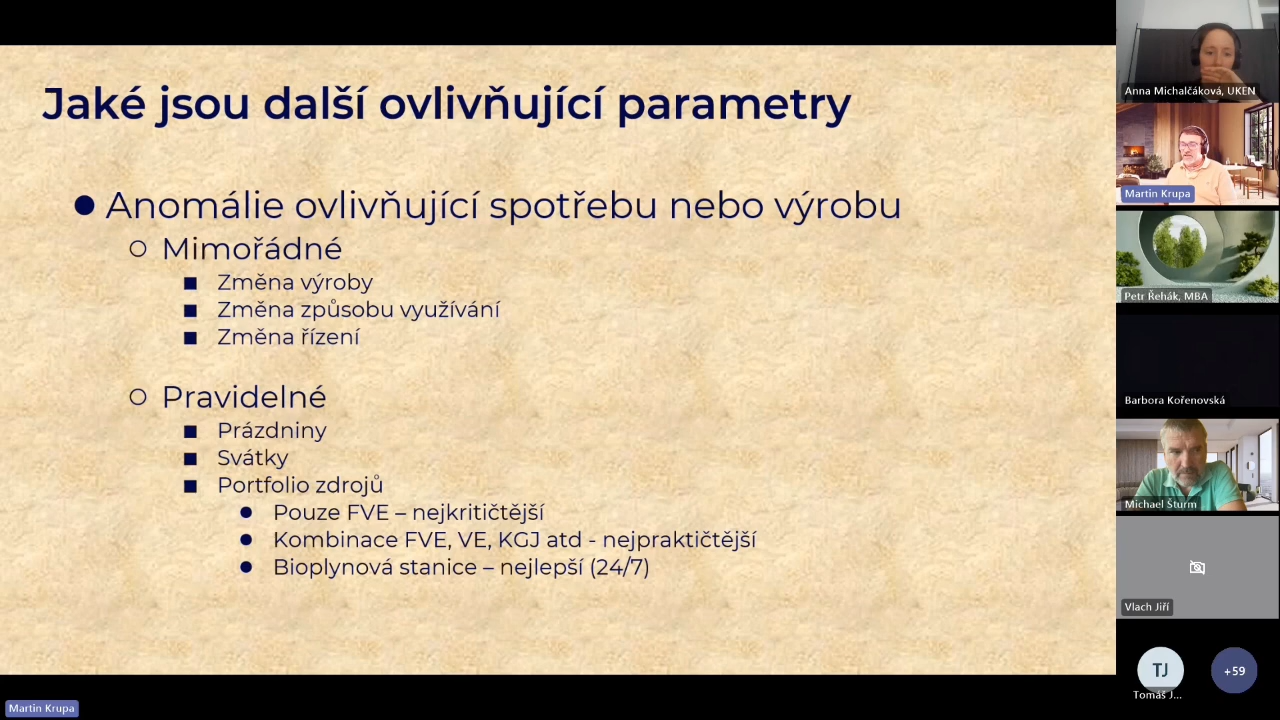 Jaké jsou další ovlivňující parametry
● Anomálie ovlivňující spotřebu nebo výrobu
○ Mimořádné
■ Změna výroby
■ Změna způsobu využívání
■ Změna řízení
○ Pravidelné
■ Prázdniny
■ Svátky
■ Portfolio zdrojů
● Pouze FVE – nejkritičtější
● Kombinace FVE, VE, KGJ atd - nejpraktičtější
● Bioplynová stanice – nejlepší (24/7)
Martin Krupa
Anna Michalčáková, UKEN
Martin Krupa
Petr Řehák, MBA
Barbora Kořenovská
Michael Šturm
Vlach Jiří
TJ
Tomáš J...
+59